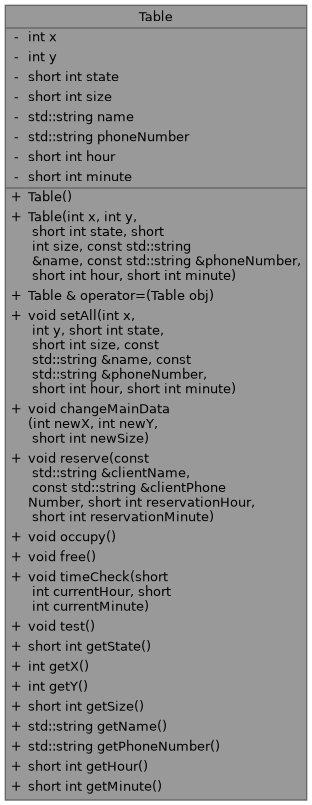 Table
- int x
- int y
- short int state
- short int size
- std::string name
- std::string phoneNumber
- short int hour
- short int minute
+ Table()
+ Table(int x, int y,
short int state, short
int size, const std::string
&name, const std::string &phoneNumber,
short int hour, short int minute)
+ Table & operator=(Table obj)
+ void setAll(int x,
int y, short int state,
short int size, const
std::string &name, const
std::string &phoneNumber,
short int hour, short int minute)
+ void changeMainData
(int newX, int newY,
short int newSize)
+ void reserve(const
std::string &clientName,
const std::string &clientPhone
Number, short int reservationHour,
short int reservationMinute)
+ void occupy()
+ void free()
+ void timeCheck(short
int currentHour, short
int currentMinute)
+ void test()
+ short int getState()
+ int getX()
+ int getY()
+ short int getSize()
+ std::string getName()
+ std::string getPhoneNumber()
+ short int getHour()
+ short int getMinute()